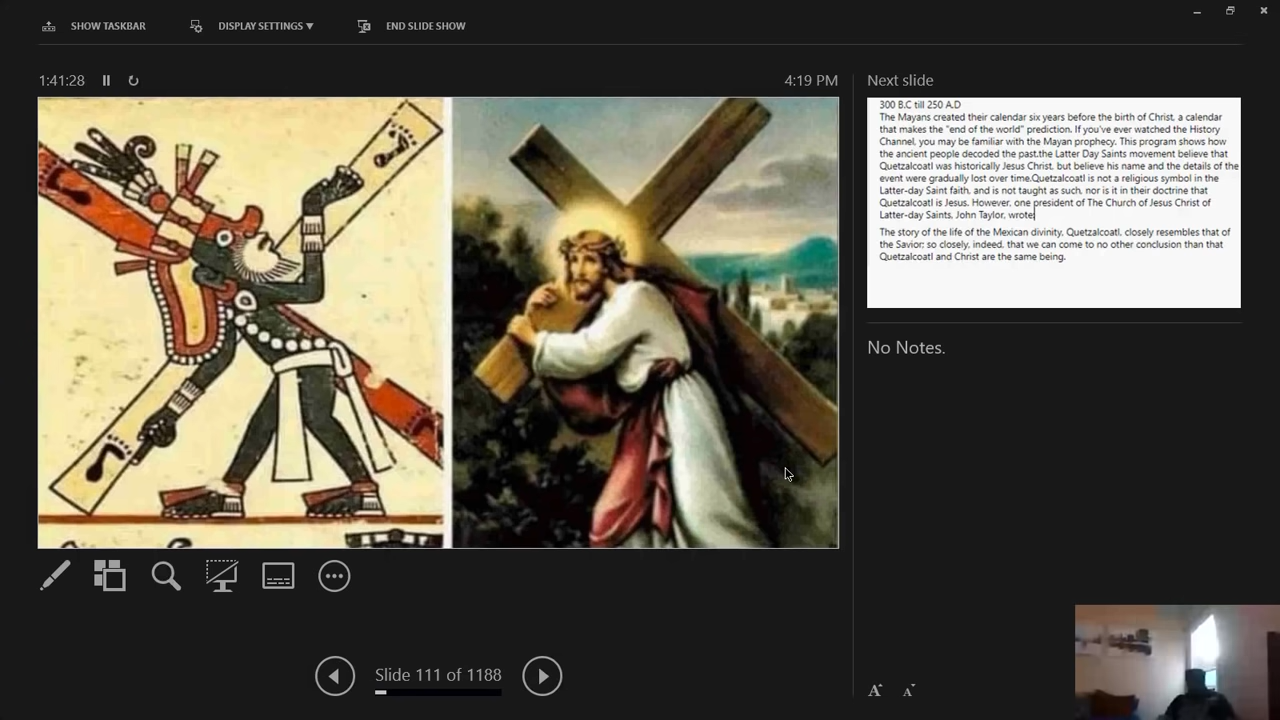 SHOW TASKBAR
DISPLAY SETTINGS ▼
END SLIDE SHOW
1:41:28
4:19 PM
Next slide
300 B.C till 250 A.D
The Mayans created their calendar six years before the birth of Christ, a calendar
that makes the "end of the world" prediction. If you've ever watched the History
Channel, you may be familiar with the Mayan prophecy. This program shows how
the ancient people decoded the past.the Latter Day Saints movement believe that
Quetzalcoatl was historically Jesus Christ, but believe his name and the details of the
event were gradually lost over time.Quetzalcoatl is not a religious symbol in the
Latter-day Saint faith, and is not taught as such, nor is it in their doctrine that
Quetzalcoatl is Jesus. However, one president of The Church of Jesus Christ of
Latter-day Saints, John Taylor, wrote:
The story of the life of the Mexican divinity, Quetzalcoatl, closely resembles that of
the Savior; so closely, indeed, that we can come to no other conclusion than that
Quetzalcoatl and Christ are the same being.
No Notes.
Slide 111 of 1188
A A